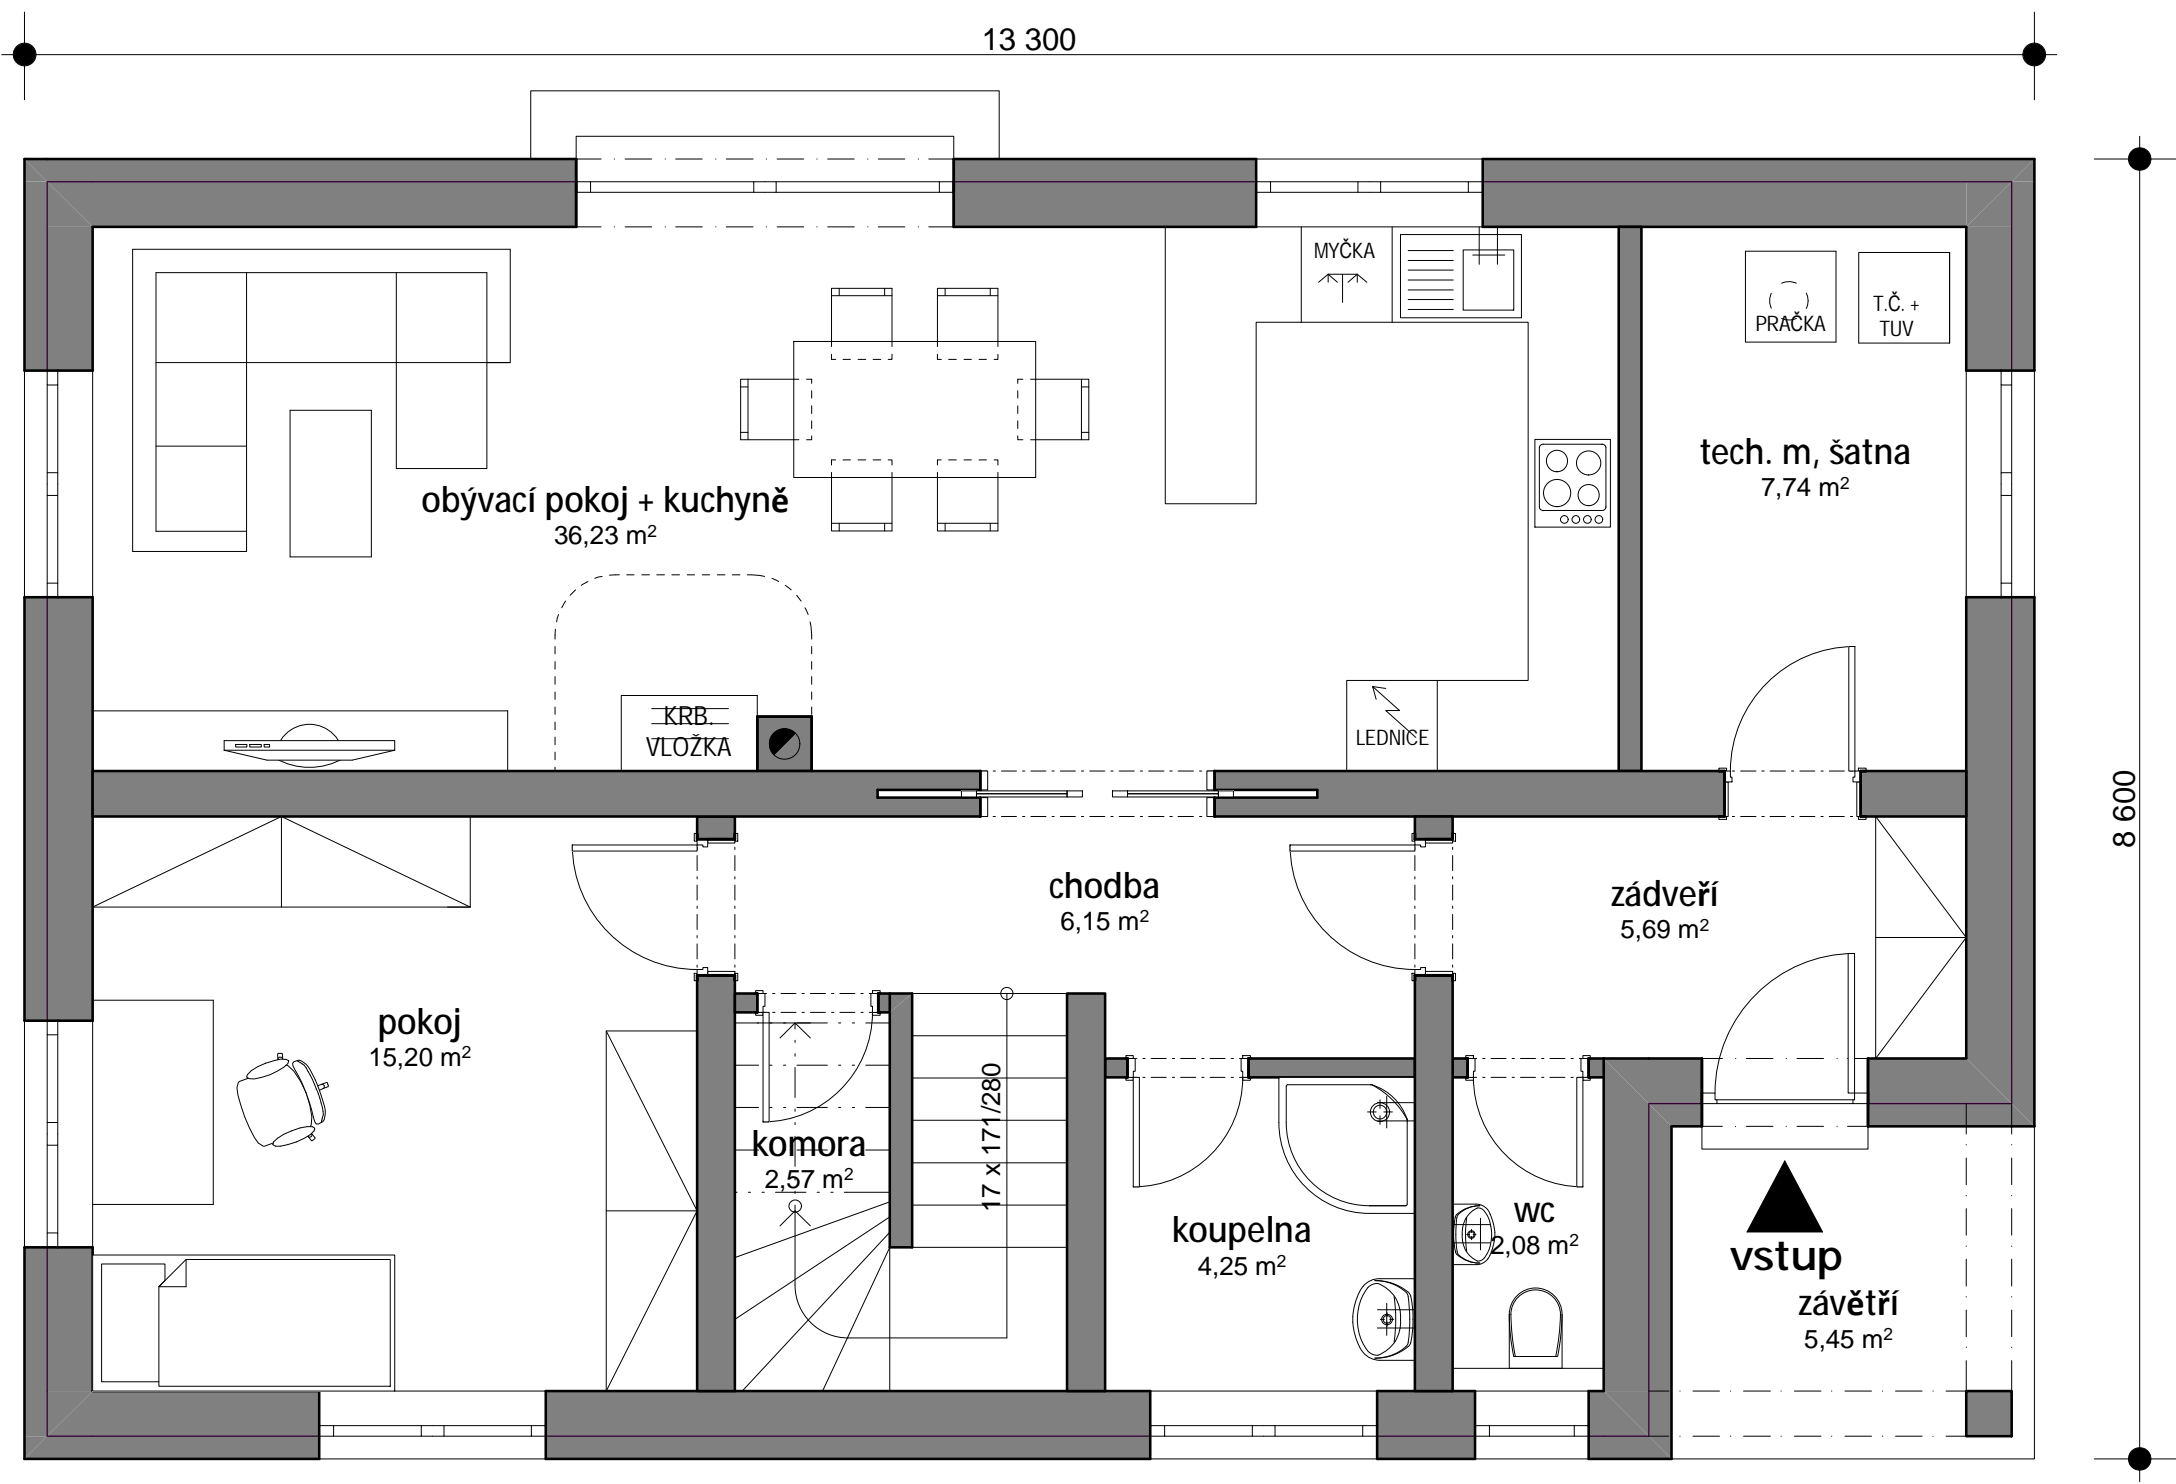 13 300
MYČKA
PRAČKA
T.Č. +
TUV
tech. m, šatna
7,74 m²
obývací pokoj + kuchyně
36,23 m²
KRB.
VLOŽKA
LEDNICE
8 600
chodba
6,15 m²
zádveří
5,69 m²
pokoj
15,20 m²
komora
2,57 m²
17 x 171/280
koupelna
4,25 m²
wc
2,08 m²
vstup
závětří
5,45 m²